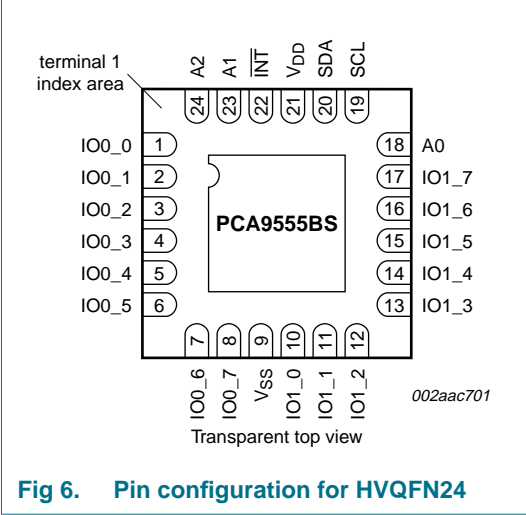 terminal 1
index area
A2
A1
INT
VDD
SDA
SCL
24
23
22
21
20
19
IO0_0 1
IO0_1 2
IO0_2 3
IO0_3 4
IO0_4 5
IO0_5 6
PCA9555BS
18 A0
17 IO1_7
16 IO1_6
15 IO1_5
14 IO1_4
13 IO1_3
7
8
9
10
11
12
IO0_6
IO0_7
VSS
IO1_0
IO1_1
IO1_2
002aac701
Transparent top view
Fig 6. Pin configuration for HVQFN24